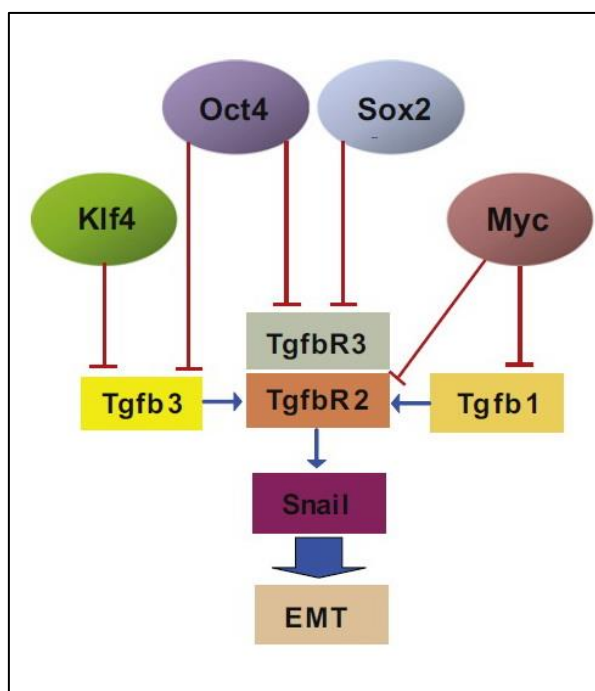 Oct4
Sox2
Klf4
Myc
TgfbR3
Tgfb3
TgfbR2
Tgfb1
Snail
EMT